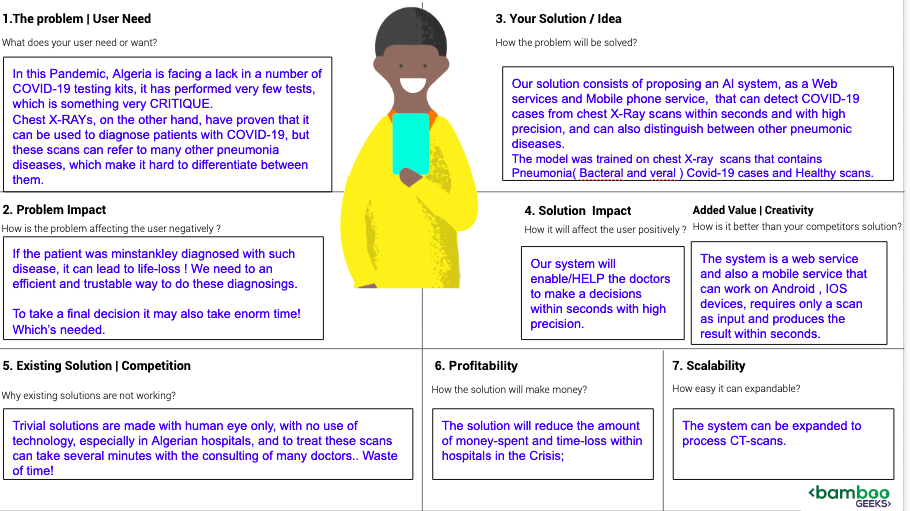 1.The problem | User Need
What does your user need or want?
In this Pandemic, Algeria is facing a lack in a number of
COVID-19 testing kits, it has performed very few tests,
which is something very CRITIQUE.
Chest X-RAYs, on the other hand, have proven that it
can be used to diagnose patients with COVID-19, but
these scans can refer to many other pneumonia
diseases, which make it hard to differentiate between
them.
3. Your Solution / Idea
How the problem will be solved?
Our solution consists of proposing an AI system, as a Web
services and Mobile phone service,  that can detect COVID-19
cases from chest X-Ray scans within seconds and with high
precision, and can also distinguish between other pneumonic
diseases.
The model was trained on chest X-ray  scans that contains
Pneumonia( Bacteral and veral ) Covid-19 cases and Healthy scans.
2. Problem Impact
How is the problem affecting the user negatively ?
If the patient was minstankley diagnosed with such
disease, it can lead to life-loss ! We need to an
efficient and trustable way to do these diagnosings.
To take a final decision it may also take enorm time!
Which's needed.
4. Solution  Impact
How it will affect the user positively ?
Our system will
enable/HELP the doctors
to make a decisions
within seconds with high
precision.
Added Value | Creativity
How is it better than your competitors solution?
The system is a web service
and also a mobile service that
can work on Android , IOS
devices, requires only a scan
as input and produces the
result within seconds.
5. Existing Solution | Competition
Why existing solutions are not working?
Trivial solutions are made with human eye only, with no use of
technology, especially in Algerian hospitals, and to treat these scans
can take several minutes with the consulting of many doctors.. Waste
of time!
6. Profitability
How the solution will make money?
The solution will reduce the amount
of money-spent and time-loss within
hospitals in the Crisis;
7. Scalability
How easy it can expandable?
The system can be expanded to
process CT-scans.
<bamboo
GEEKS>